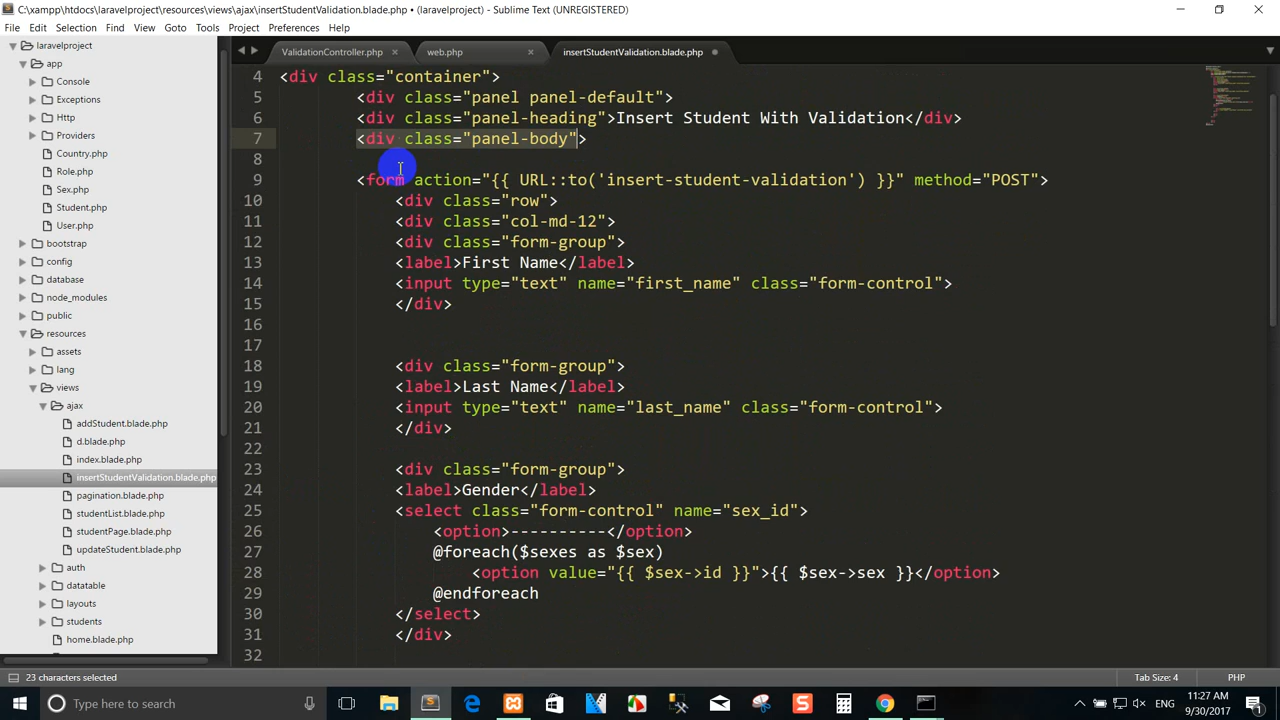 C:\xampp\htdocs\laravelproject\resources\views\ajax\insertStudentValidation.blade.php • (laravelproject) - Sublime Text (UNREGISTERED)
File Edit Selection Find View Goto Tools Project Preferences Help
laravelproject
app
Console
Exceptions
Http
Providers
Country.php
Role.php
Sex.php
Student.php
User.php
bootstrap
config
database
node_modules
public
resources
assets
lang
views
ajax
addStudent.blade.php
d.blade.php
index.blade.php
insertStudentValidation.blade.php
pagination.blade.php
studentList.blade.php
studentPage.blade.php
updateStudent.blade.php
auth
datatable
layouts
students
home.blade.php
ValidationController.php web.php insertStudentValidation.blade.php
4 <div class="container">
5 <div class="panel panel-default">
6 <div class="panel-heading">Insert Student With Validation</div>
7 <div class="panel-body">
8
9 <form action="{{ URL::to('insert-student-validation') }}" method="POST">
10 <div class="row">
11 <div class="col-md-12">
12 <div class="form-group">
13 <label>First Name</label>
14 <input type="text" name="first_name" class="form-control">
15 </div>
16
17
18 <div class="form-group">
19 <label>Last Name</label>
20 <input type="text" name="last_name" class="form-control">
21 </div>
22
23 <div class="form-group">
24 <label>Gender</label>
25 <select class="form-control" name="sex_id">
26 <option>----------</option>
27 @foreach($sexes as $sex)
28 <option value="{{ $sex->id }}">{{ $sex->sex }}</option>
29 @endforeach
30 </select>
31 </div>
32
23 characters selected Tab Size: 4 PHP
Type here to search ENG 11:27 AM
9/30/2017